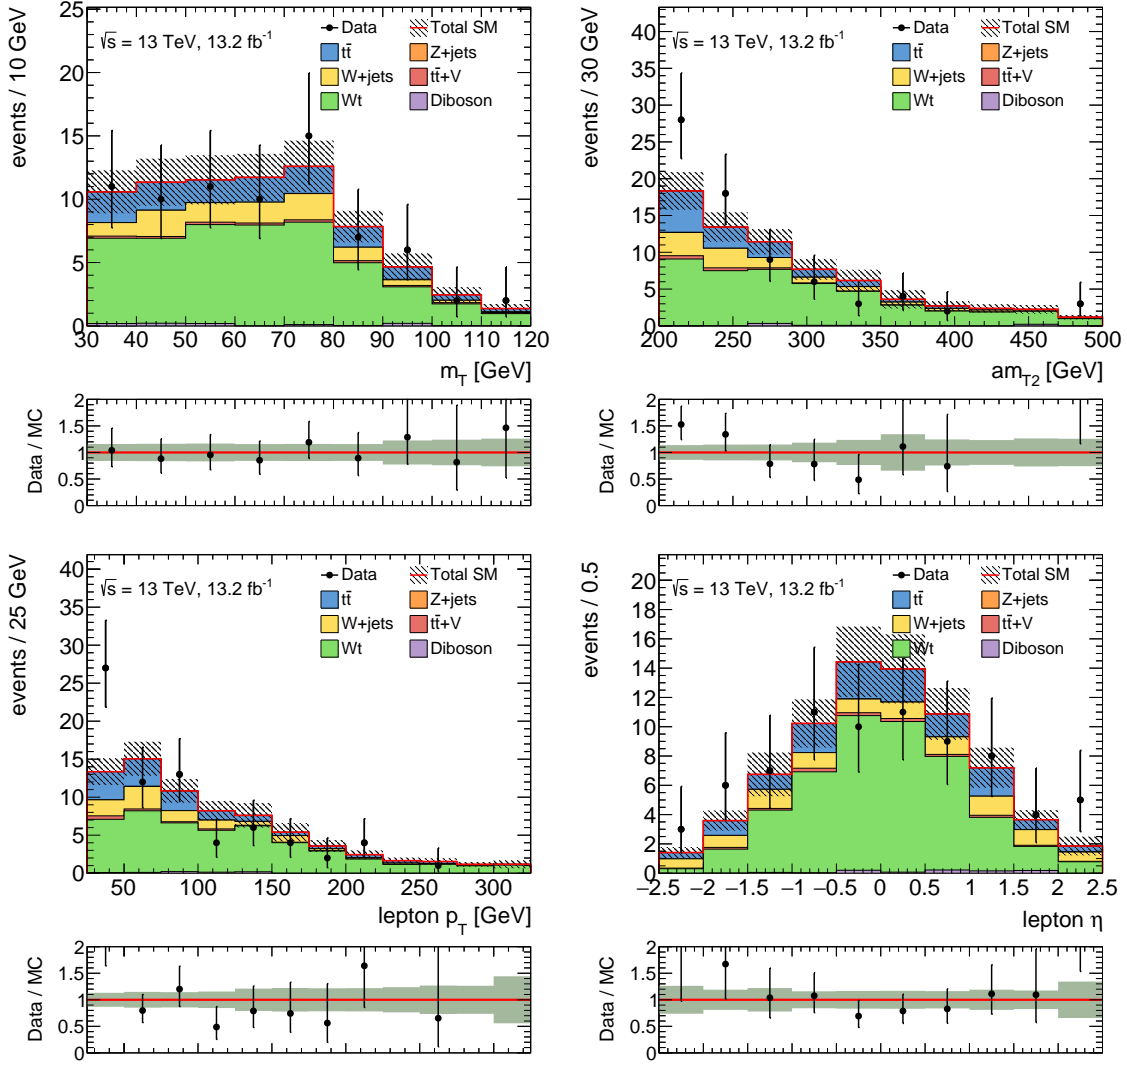 events / 10 GeV
25
20
15
10
5
0
√s = 13 TeV, 13.2 fb-1
Data
Total SM
tt̄
Z+jets
W+jets
tt̄+V
Wt
Diboson
30 40 50 60 70 80 90 100 110 120
mT [GeV]
Data / MC
2
1.5
1
0.5
0
events / 30 GeV
40
35
30
25
20
15
10
5
0
√s = 13 TeV, 13.2 fb-1
Data
Total SM
tt̄
Z+jets
W+jets
tt̄+V
Wt
Diboson
200 250 300 350 400 450 500
amT2 [GeV]
Data / MC
2
1.5
1
0.5
0
events / 25 GeV
40
35
30
25
20
15
10
5
0
√s = 13 TeV, 13.2 fb-1
Data
Total SM
tt̄
Z+jets
W+jets
tt̄+V
Wt
Diboson
50 100 150 200 250 300
lepton pT [GeV]
Data / MC
2
1.5
1
0.5
0
events / 0.5
20
18
16
14
12
10
8
6
4
2
0
√s = 13 TeV, 13.2 fb-1
Data
Total SM
tt̄
Z+jets
W+jets
tt̄+V
Wt
Diboson
−2.5 −2 −1.5 −1 −0.5 0 0.5 1 1.5 2 2.5
lepton η
Data / MC
2
1.5
1
0.5
0